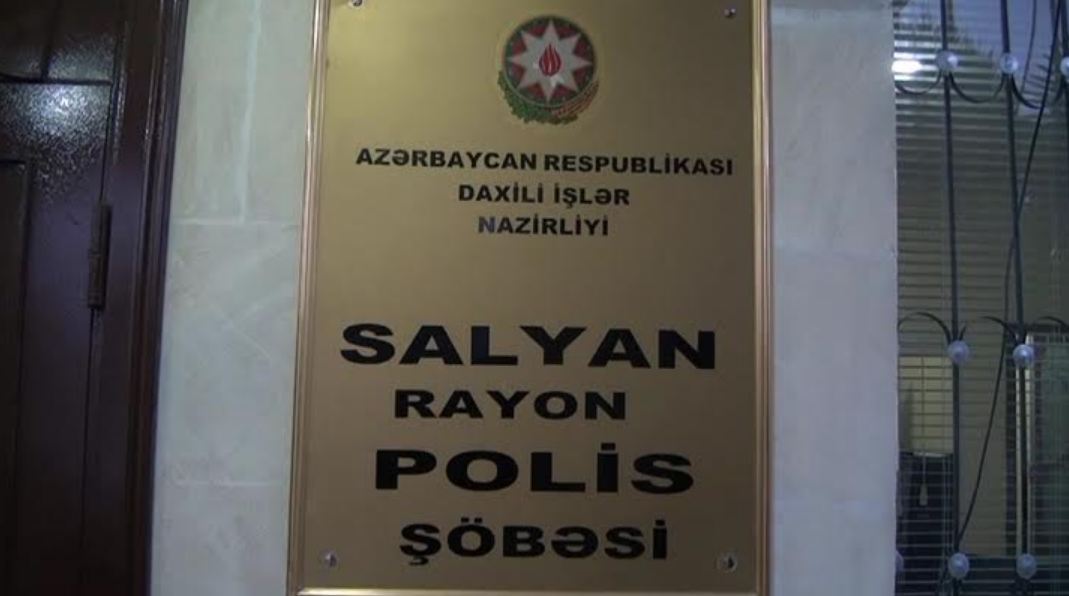 AZƏRBAYCAN RESPUBLİKASI
DAXİLİ İŞLƏR
NAZİRLİYİ
SALYAN
RAYON
POLİS
ŞÖBƏSİ